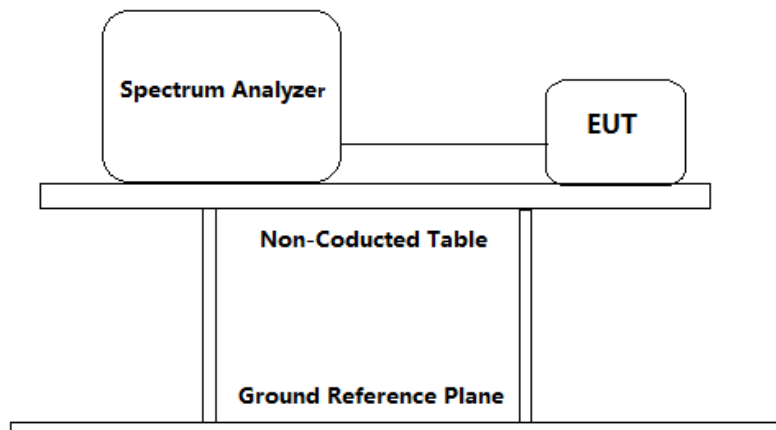 Spectrum Analyzer
EUT
Non-Coducted Table
Ground Reference Plane